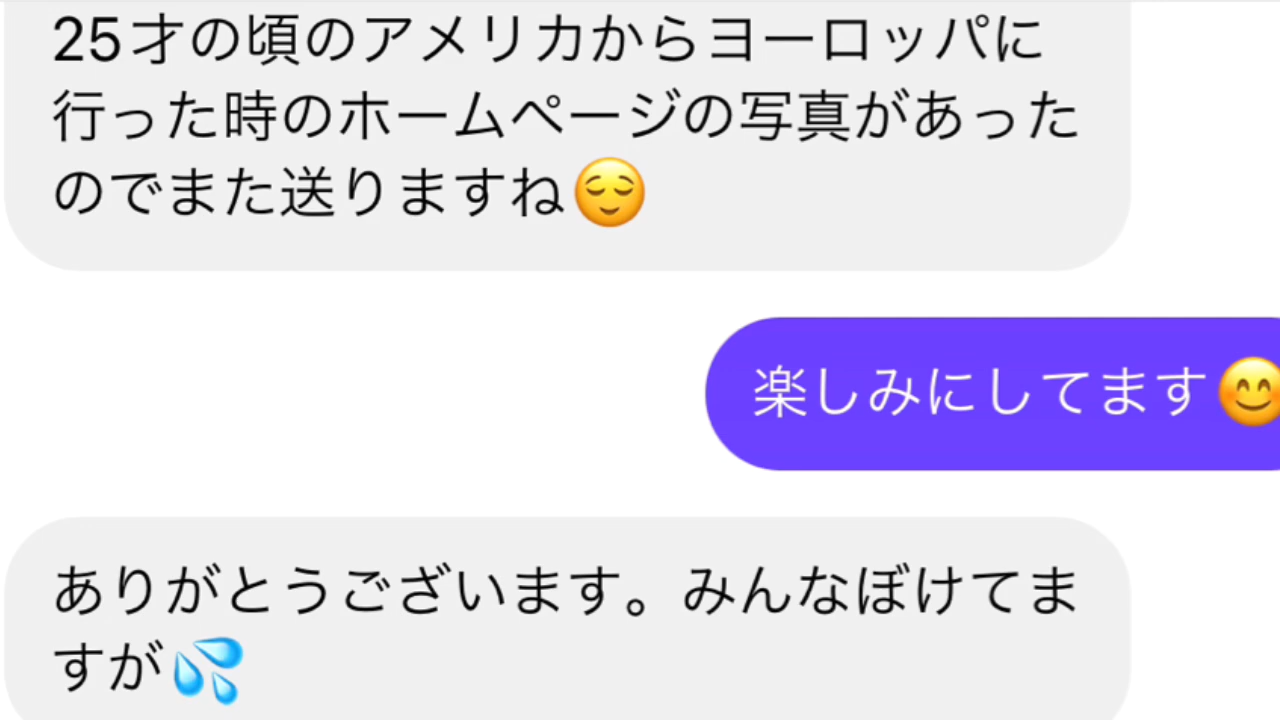 25才の頃のアメリカからヨーロッパに
行った時のホームページの写真があった
のでまた送りますね😌
楽しみにしてます😊
ありがとうございます。みんなぼけてま
すが💦